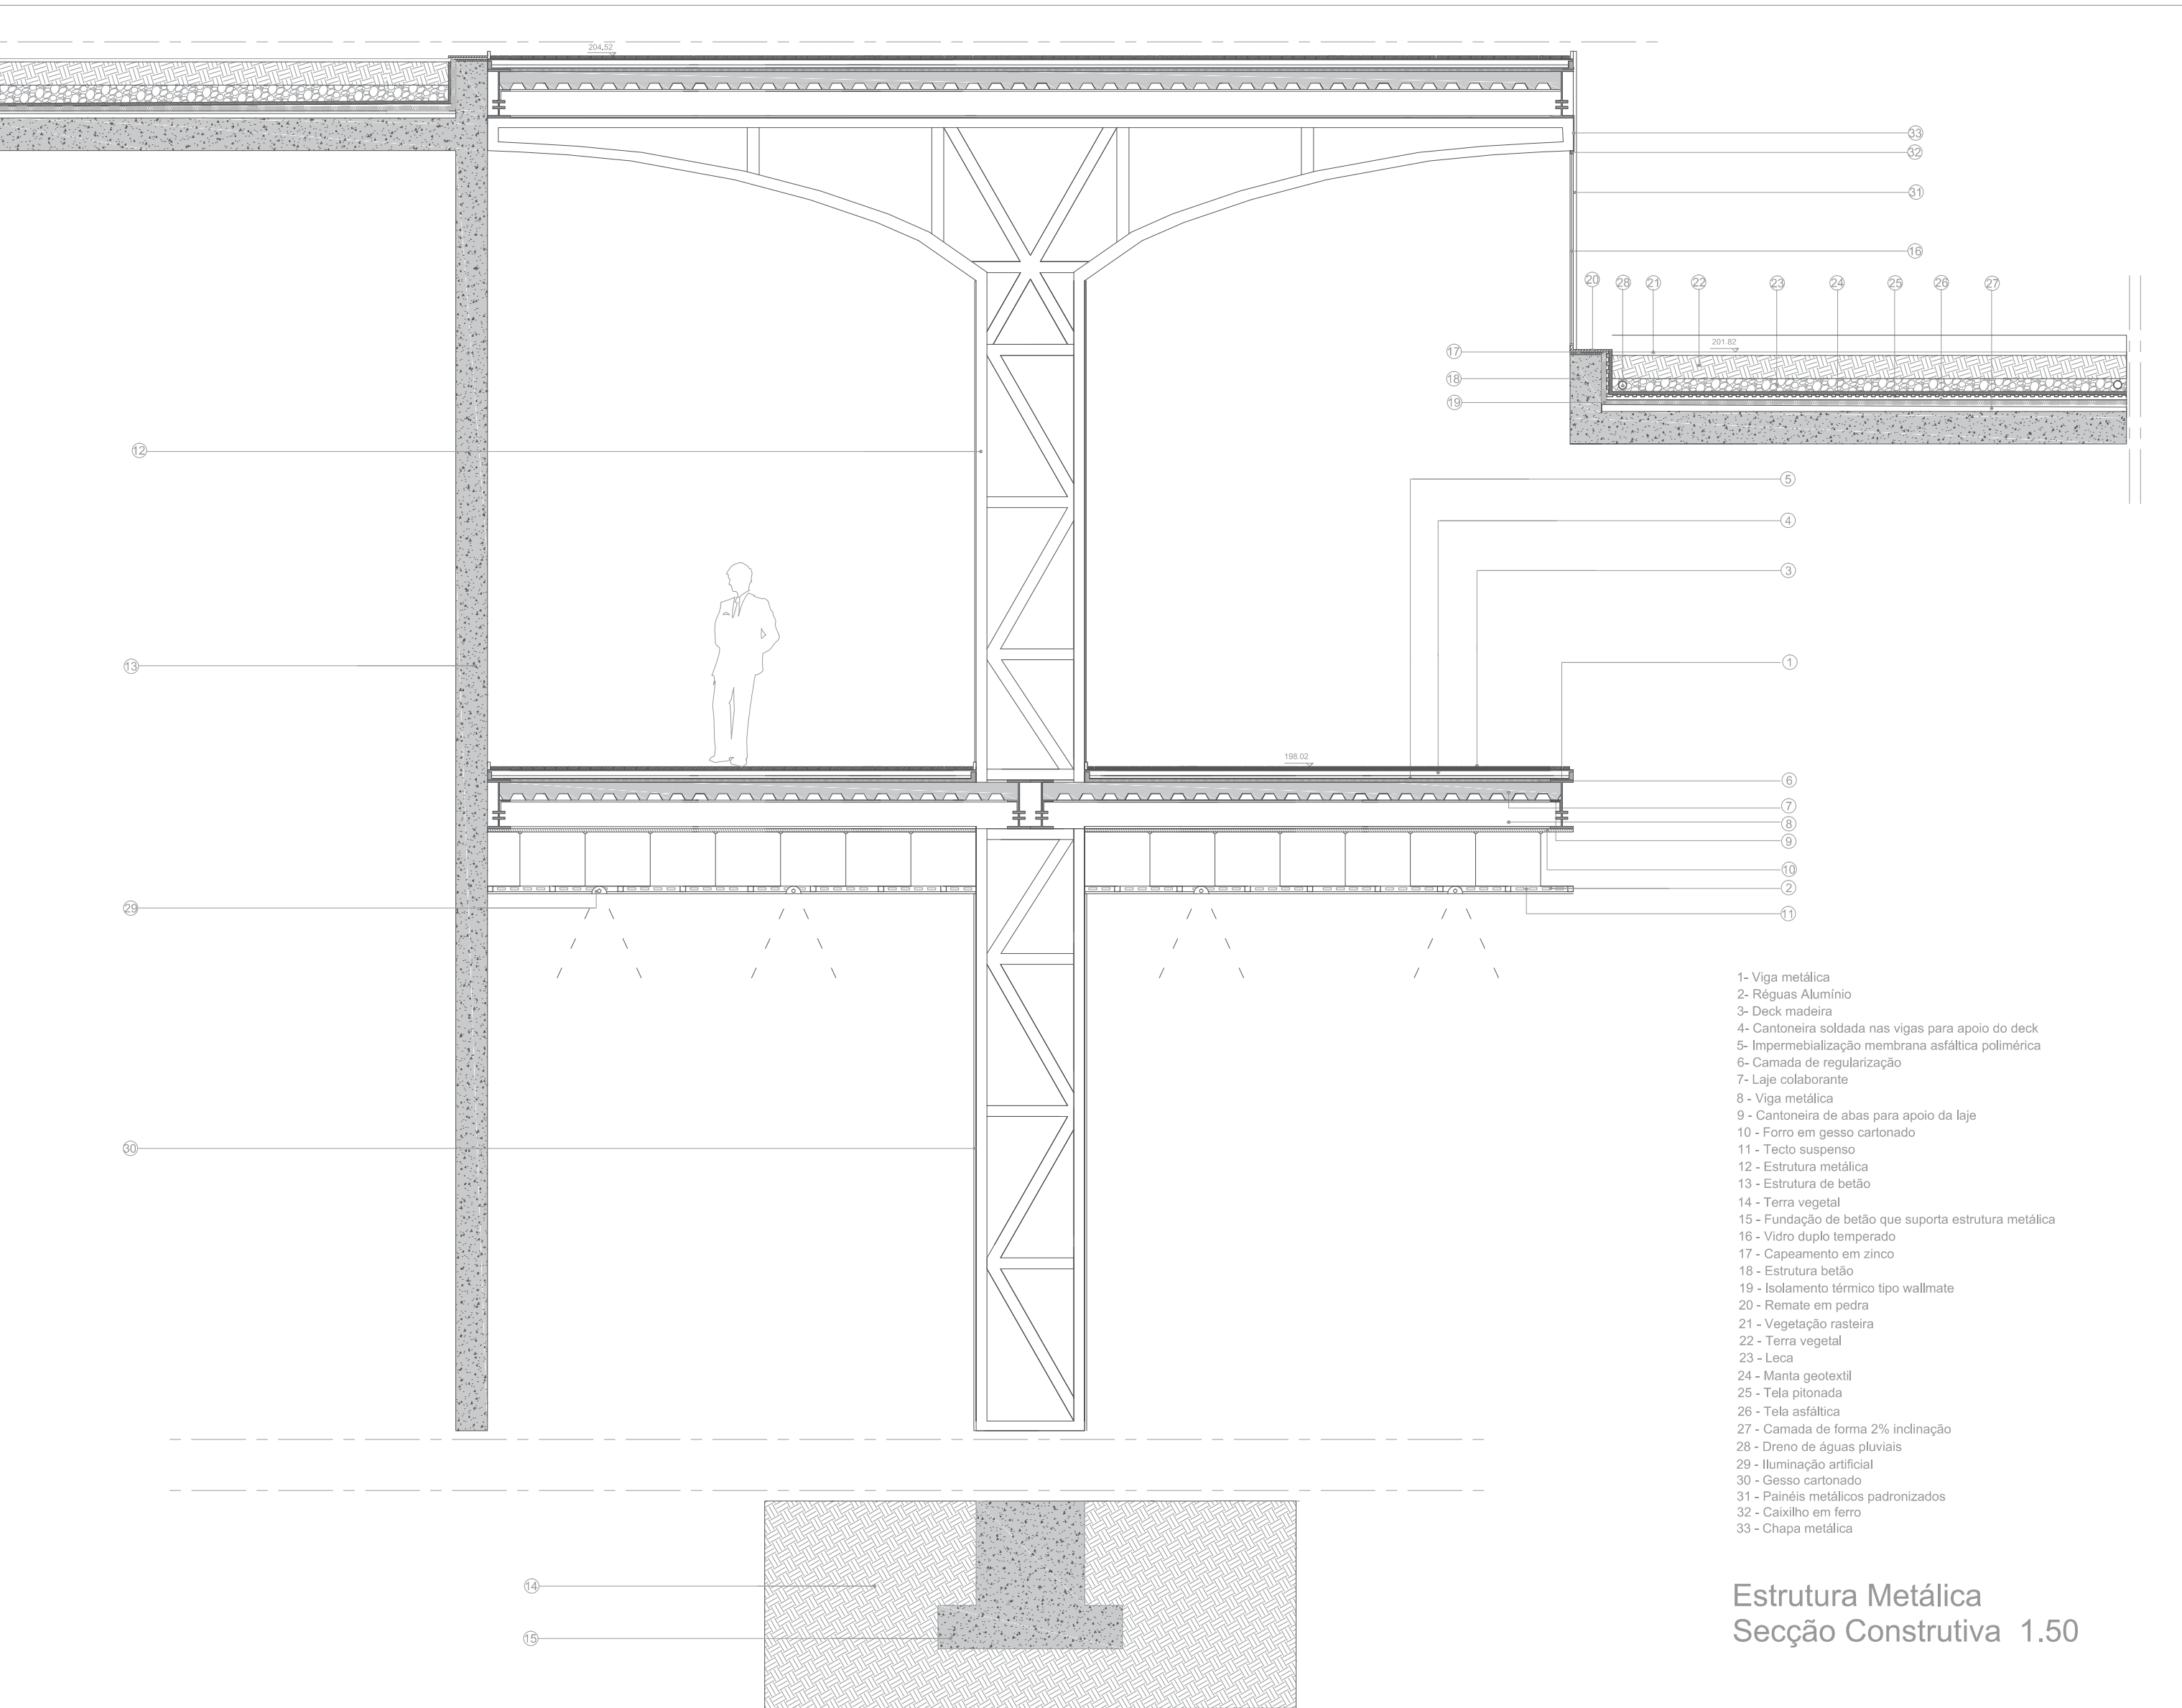 204,52
33
32
31
16
20 28 21 22 23 24 25 26 27
201.82
17
18
19
12
5
4
3
13
1
198.02
6
7
8
9
10
2
29
11
30
14
15
1- Viga metálica
2- Réguas Alumínio
3- Deck madeira
4- Cantoneira soldada nas vigas para apoio do deck
5- Impermebialização membrana asfáltica polimérica
6- Camada de regularização
7- Laje colaborante
8 - Viga metálica
9 - Cantoneira de abas para apoio da laje
10 - Forro em gesso cartonado
11 - Tecto suspenso
12 - Estrutura metálica
13 - Estrutura de betão
14 - Terra vegetal
15 - Fundação de betão que suporta estrutura metálica
16 - Vidro duplo temperado
17 - Capeamento em zinco
18 - Estrutura betão
19 - Isolamento térmico tipo wallmate
20 - Remate em pedra
21 - Vegetação rasteira
22 - Terra vegetal
23 - Leca
24 - Manta geotextil
25 - Tela pitonada
26 - Tela asfáltica
27 - Camada de forma 2% inclinação
28 - Dreno de águas pluviais
29 - Iluminação artificial
30 - Gesso cartonado
31 - Painéis metálicos padronizados
32 - Caixilho em ferro
33 - Chapa metálica
Estrutura Metálica
Secção Construtiva 1.50